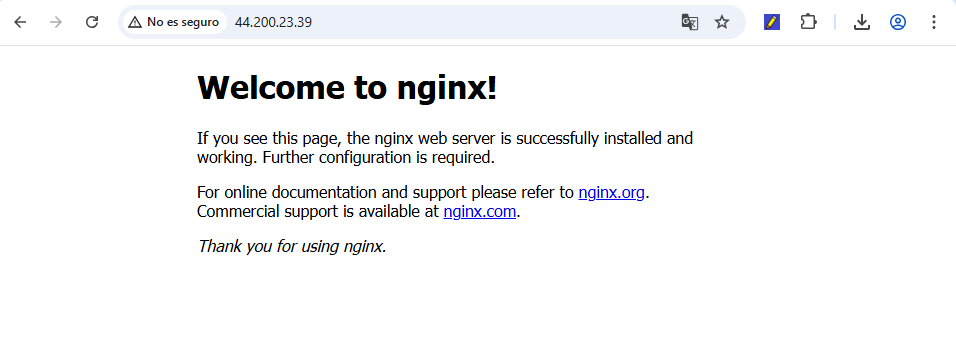 No es seguro 44.200.23.39
Welcome to nginx!
If you see this page, the nginx web server is successfully installed and
working. Further configuration is required.
For online documentation and support please refer to nginx.org.
Commercial support is available at nginx.com.
Thank you for using nginx.